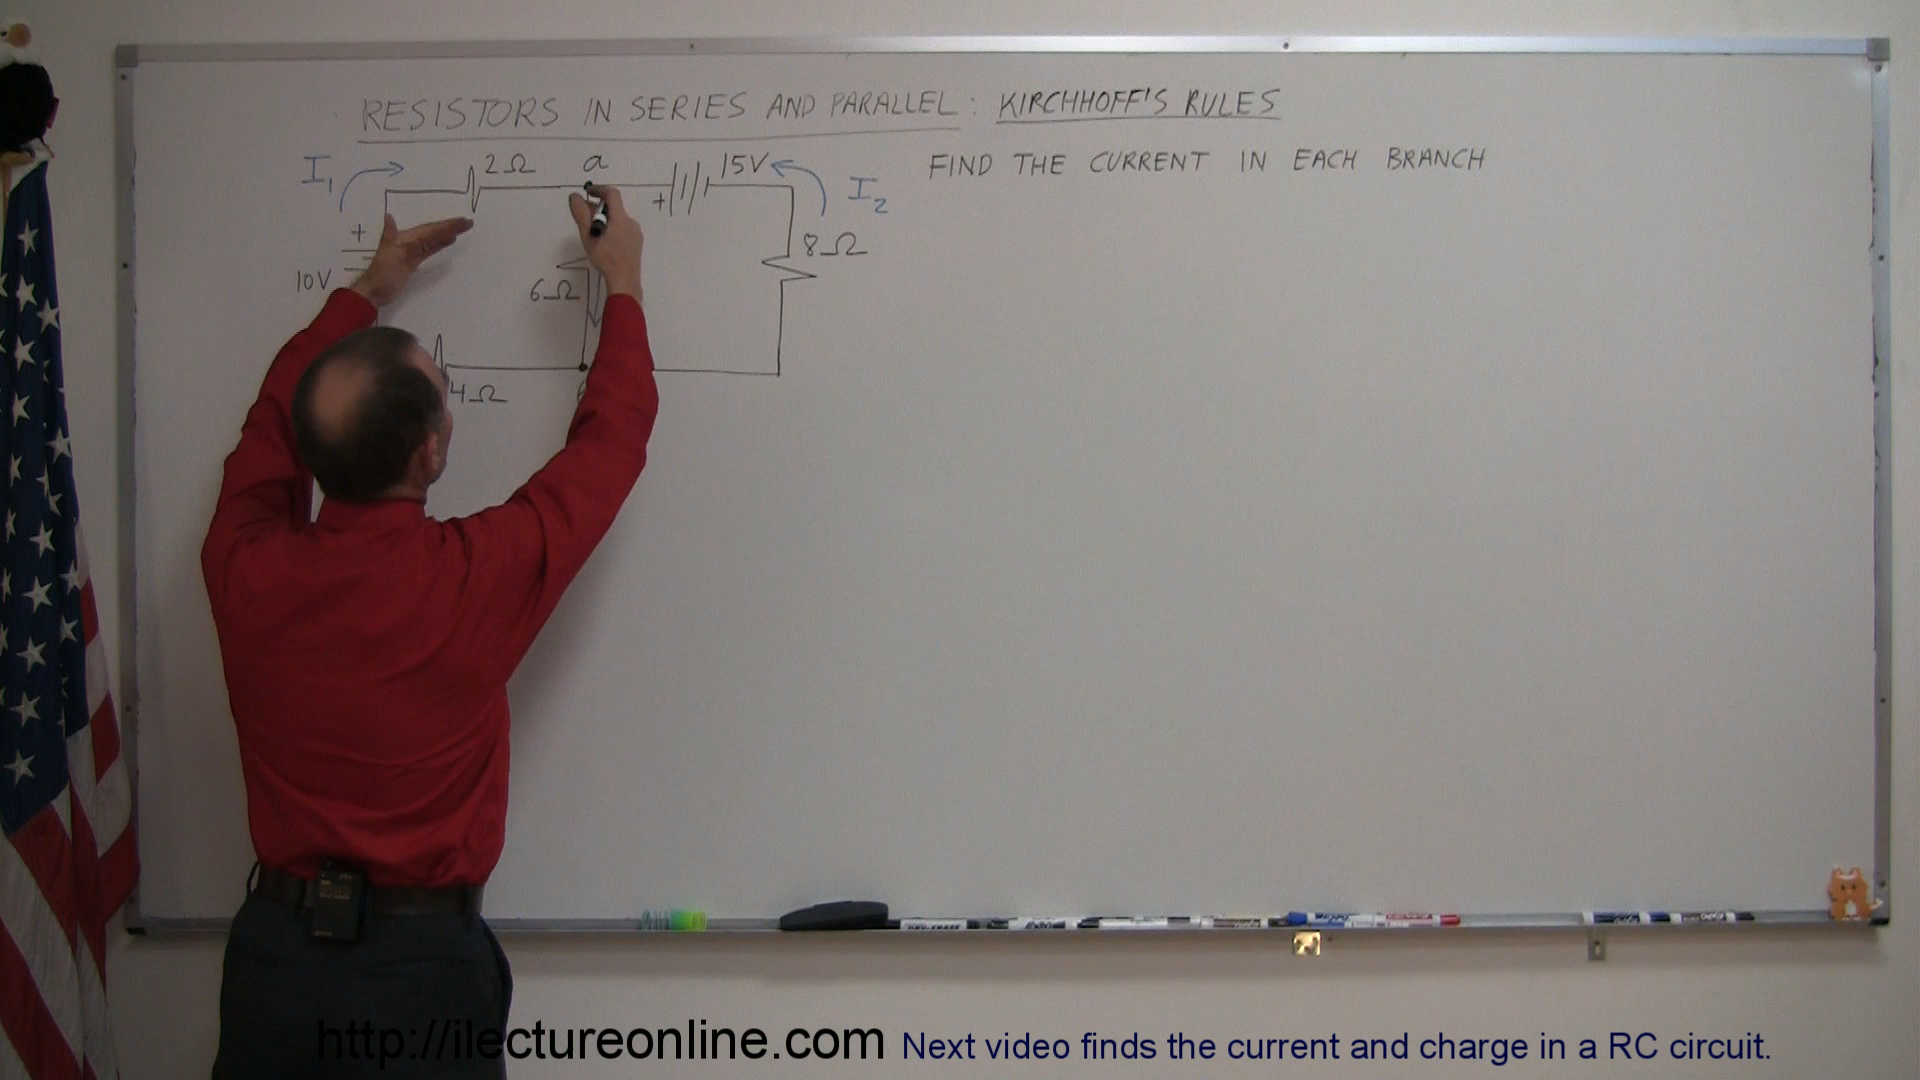 RESISTORS IN SERIES AND PARALLEL: KIRCHHOFF'S RULES
I1 2Ω a 15V I2
FIND THE CURRENT IN EACH BRANCH
+ +
10V 6Ω 8Ω
4Ω
http://ilectureonline.com Next video finds the current and charge in a RC circuit.